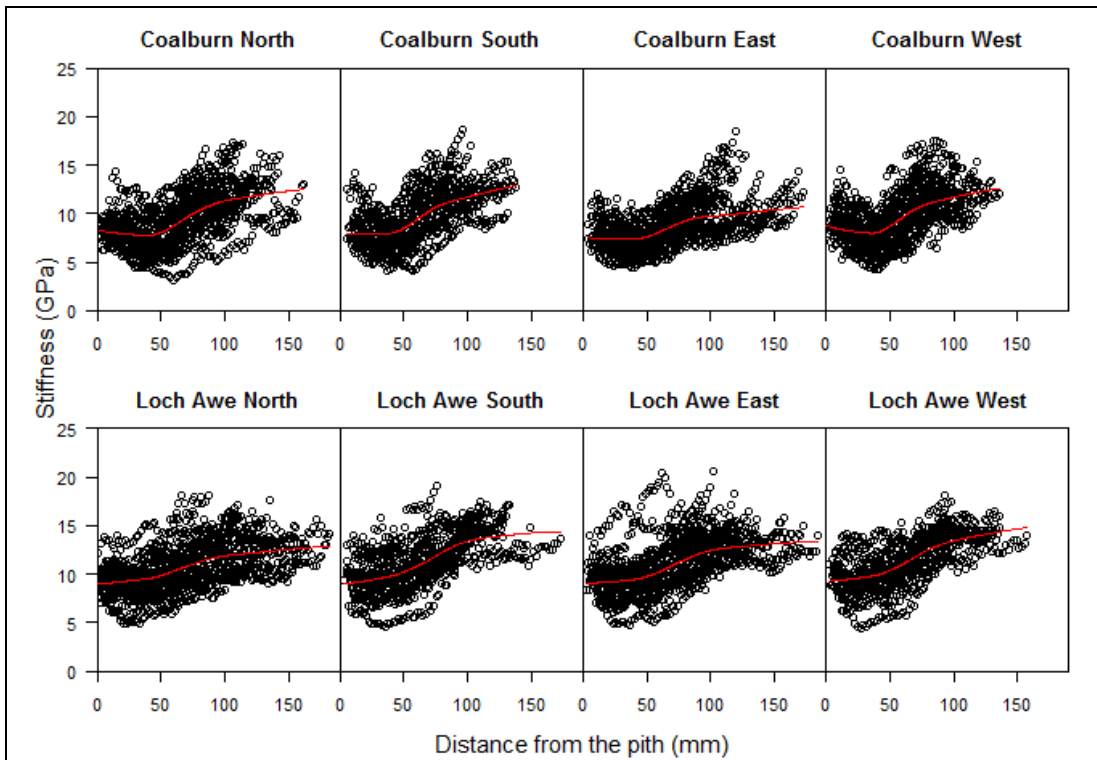 Coalburn North Coalburn South Coalburn East Coalburn West
25
20
15
10
5
0
0 50 100 150 0 50 100 150 0 50 100 150 0 50 100 150
Stiffness (GPa)
Loch Awe North Loch Awe South Loch Awe East Loch Awe West
25
20
15
10
5
0
0 50 100 150 0 50 100 150 0 50 100 150 0 50 100 150
Distance from the pith (mm)